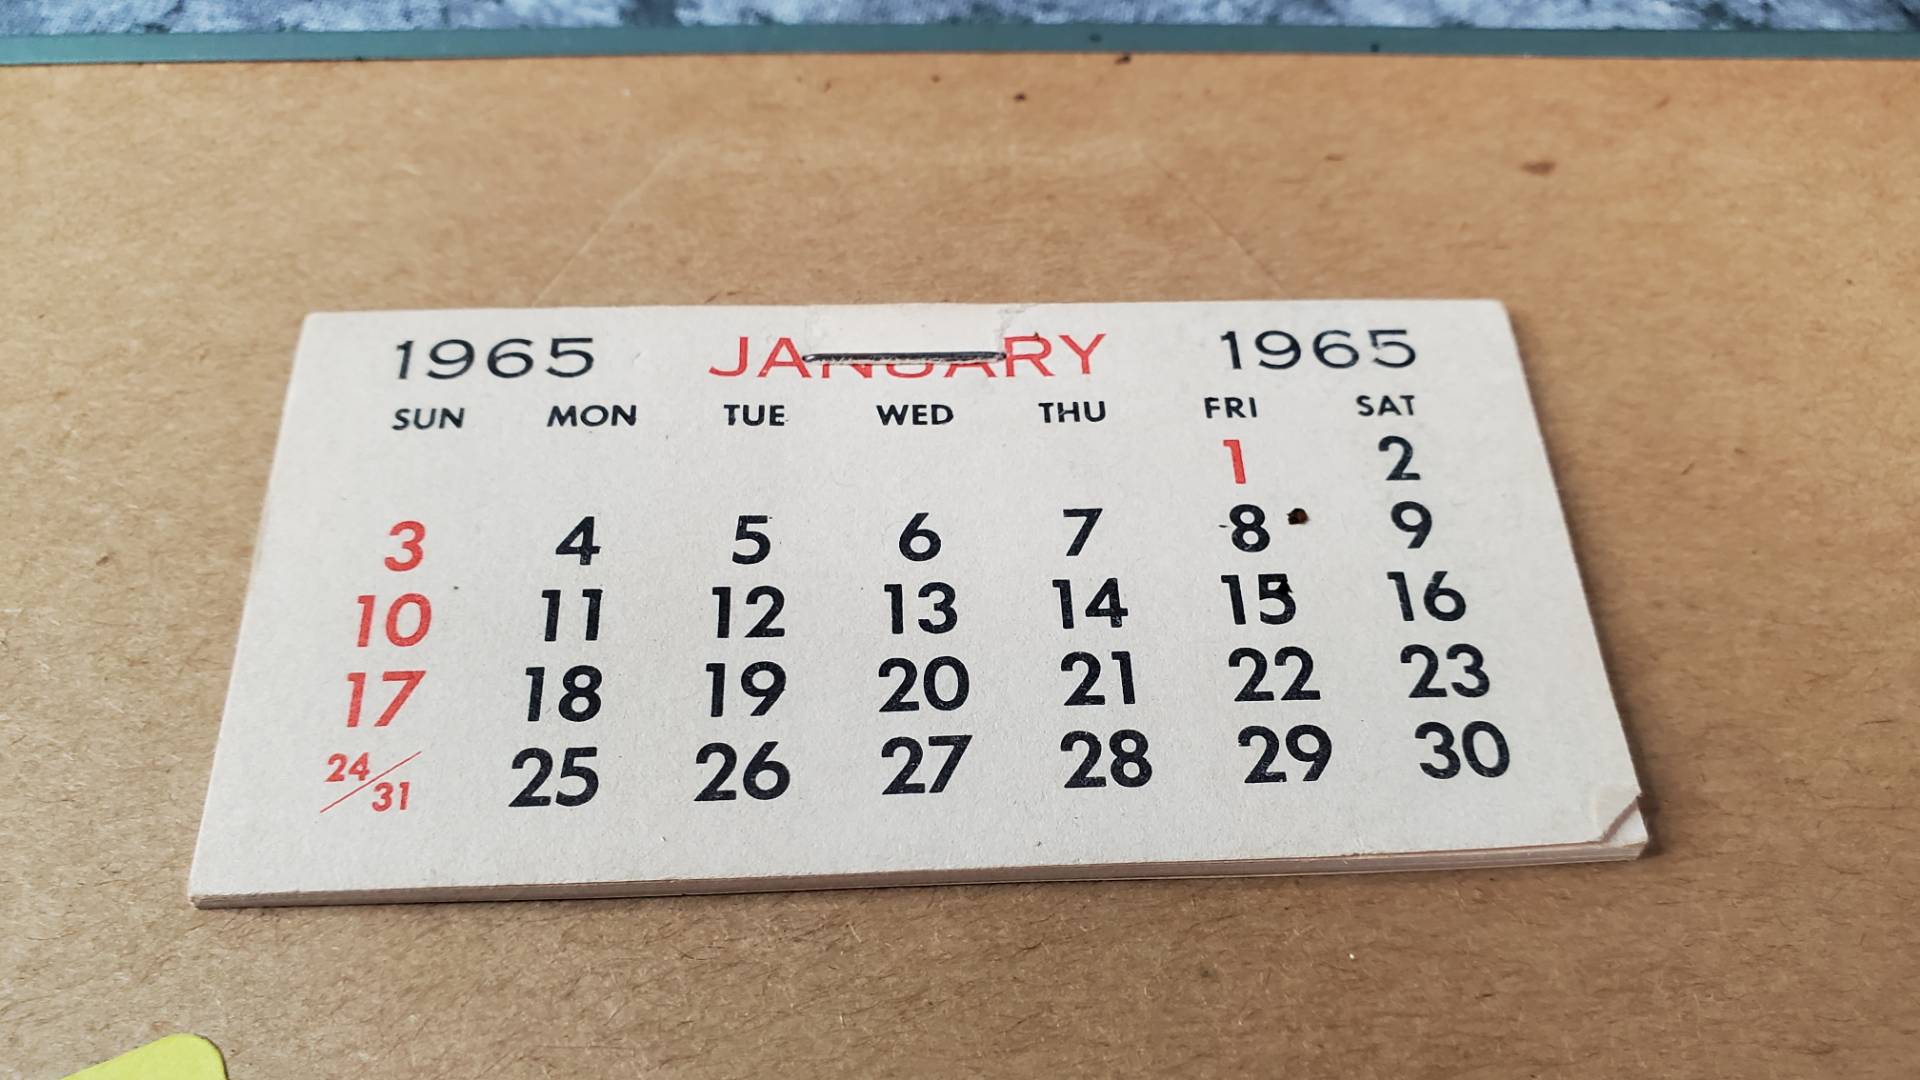 1965 JANUARY 1965
SUN MON TUE WED THU FRI SAT
1 2
3 4 5 6 7 8 9
10 11 12 13 14 15 16
17 18 19 20 21 22 23
24/31 25 26 27 28 29 30